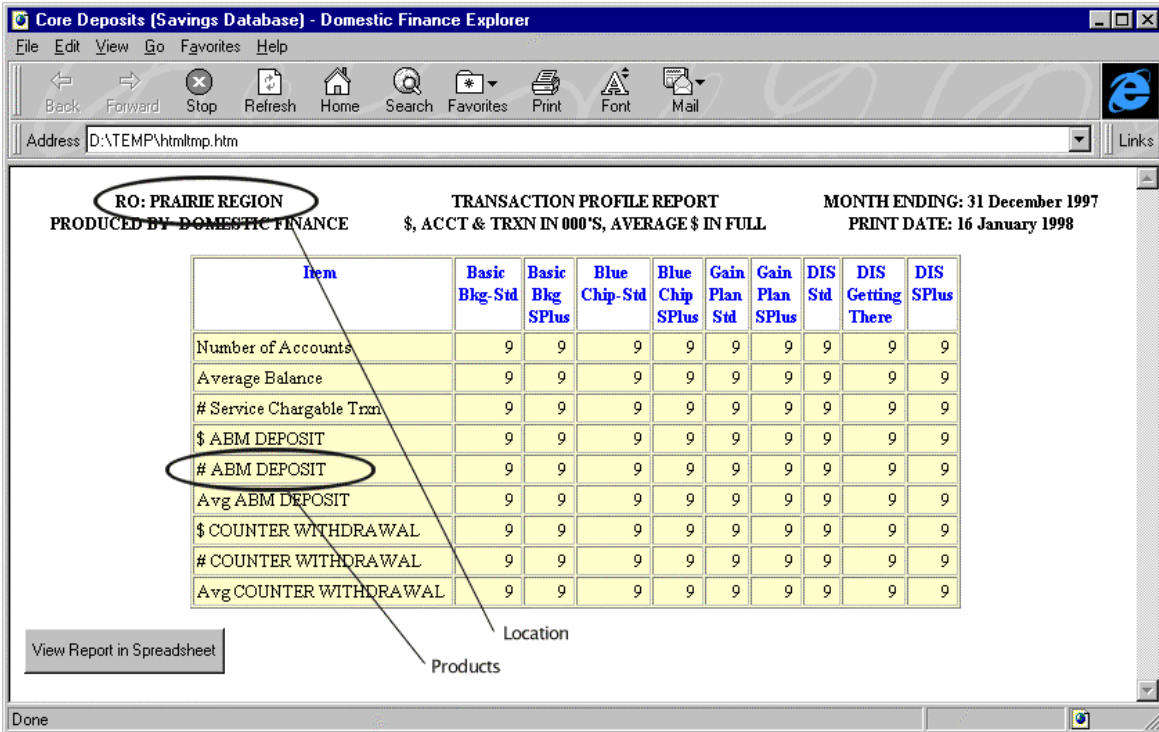 Core Deposits (Savings Database) - Domestic Finance Explorer
File Edit View Go Favorites Help
Back Forward Stop Refresh Home Search Favorites Print Font Mail
Address D:\TEMP\htmltmp.htm Links
RO: PRAIRIE REGION TRANSACTION PROFILE REPORT MONTH ENDING: 31 December 1997
PRODUCED BY: DOMESTIC FINANCE $, ACCT & TRXN IN 000'S, AVERAGE $ IN FULL PRINT DATE: 16 January 1998
Item Basic Bkg-Std Basic Bkg SPlus Blue Chip-Std Blue Chip SPlus Gain Plan Std Gain Plan SPlus DIS Std DIS Getting There DIS SPlus
Number of Accounts 9 9 9 9 9 9 9 9 9
Average Balance 9 9 9 9 9 9 9 9 9
# Service Chargable Trxn 9 9 9 9 9 9 9 9 9
$ ABM DEPOSIT 9 9 9 9 9 9 9 9 9
# ABM DEPOSIT 9 9 9 9 9 9 9 9 9
Avg ABM DEPOSIT 9 9 9 9 9 9 9 9 9
$ COUNTER WITHDRAWAL 9 9 9 9 9 9 9 9 9
# COUNTER WITHDRAWAL 9 9 9 9 9 9 9 9 9
Avg COUNTER WITHDRAWAL 9 9 9 9 9 9 9 9 9
Location
View Report in Spreadsheet
Products
Done